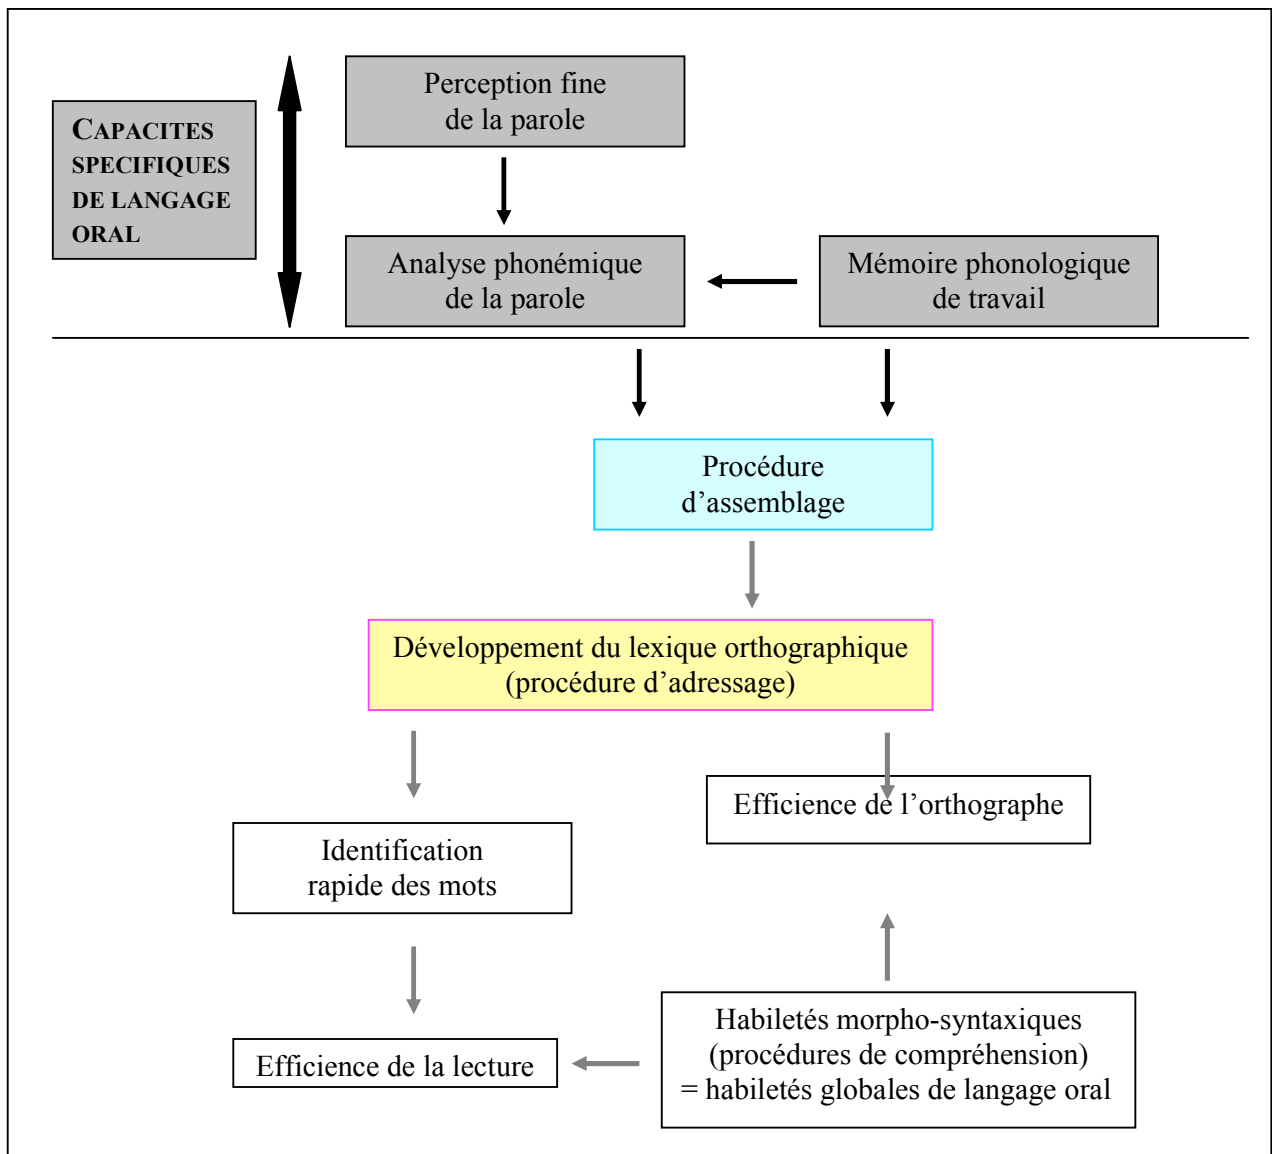 CAPACITES
SPECIFIQUES
DE LANGAGE
ORAL
Perception fine
de la parole
Analyse phonémique
de la parole
Mémoire phonologique
de travail
Procédure
d’assemblage
Développement du lexique orthographique
(procédure d’adressage)
Efficience de l’orthographe
Identification
rapide des mots
Efficience de la lecture
Habiletés morpho-syntaxiques
(procédures de compréhension)
= habiletés globales de langage oral